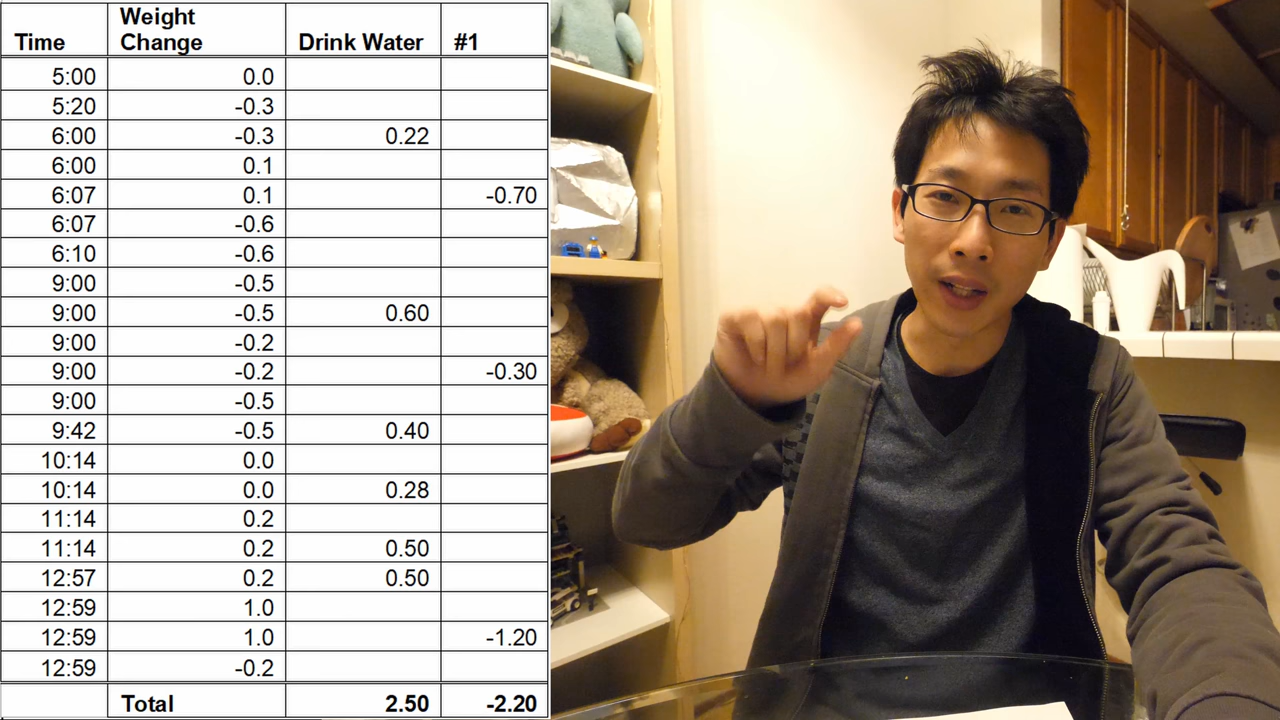 Time Weight Change Drink Water #1
5:00 0.0
5:20 -0.3
6:00 -0.3 0.22
6:00 0.1
6:07 0.1 -0.70
6:07 -0.6
6:10 -0.6
9:00 -0.5
9:00 -0.5 0.60
9:00 -0.2
9:00 -0.2 -0.30
9:00 -0.5
9:42 -0.5 0.40
10:14 0.0
10:14 0.0 0.28
11:14 0.2
11:14 0.2 0.50
12:57 0.2 0.50
12:59 1.0
12:59 1.0 -1.20
12:59 -0.2
Total 2.50 -2.20